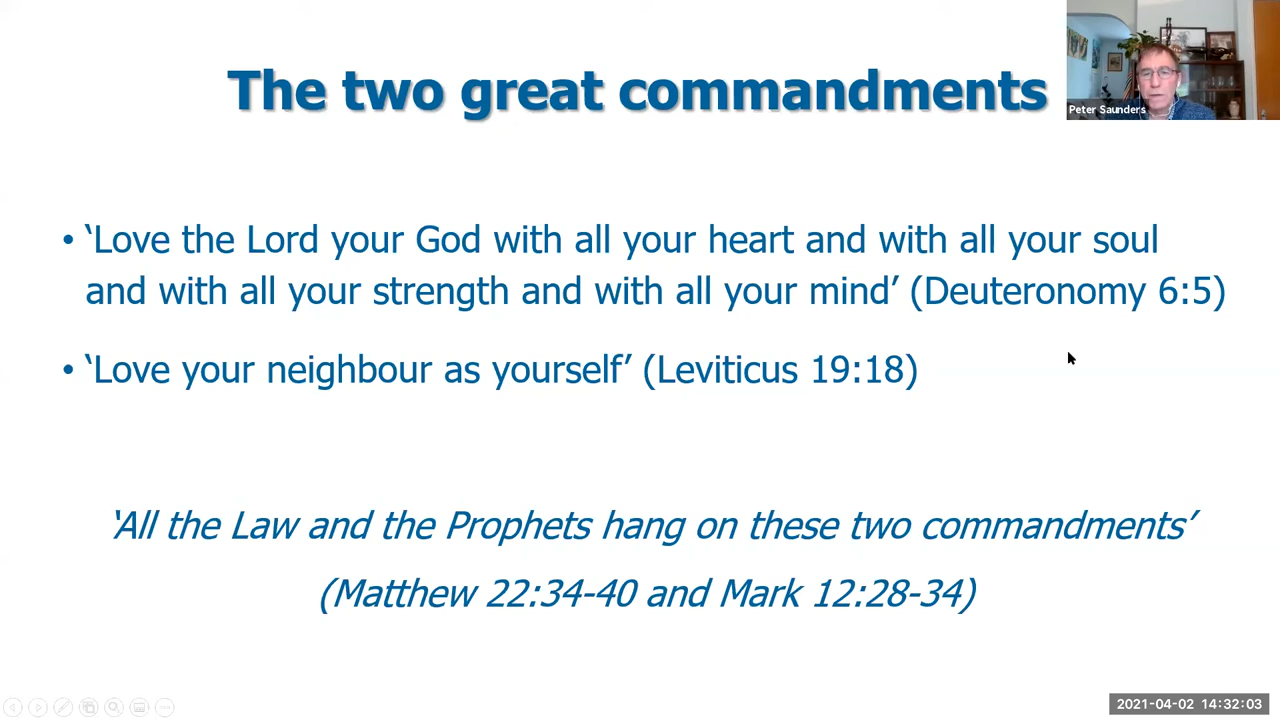 The two great commandments
Peter Saunders
• ‘Love the Lord your God with all your heart and with all your soul
and with all your strength and with all your mind’ (Deuteronomy 6:5)
• ‘Love your neighbour as yourself’ (Leviticus 19:18)
‘All the Law and the Prophets hang on these two commandments’
(Matthew 22:34-40 and Mark 12:28-34)
2021-04-02 14:32:03